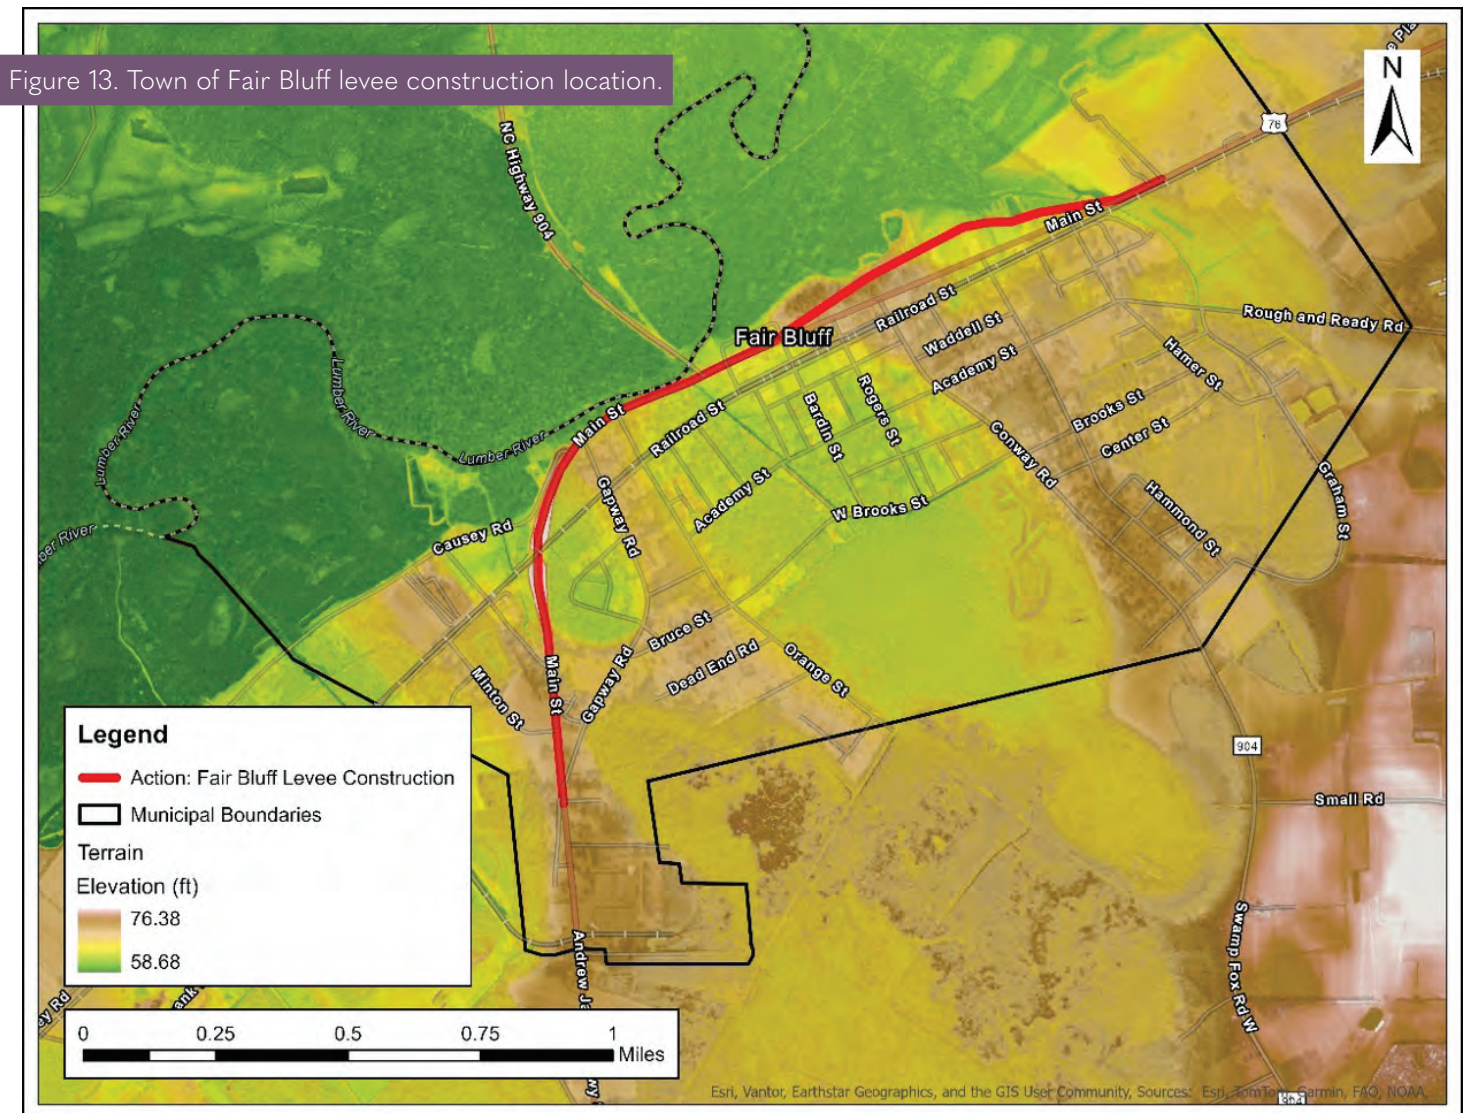 Figure 13. Town of Fair Bluff levee construction location.
N
76
NC Highway 904
Main St
Rough and Ready Rd
Railroad St
Fair Bluff
Waddell St
Academy St
Hamer St
Lumber River
Lumber River
Lumber River
Main St
Railroad St
Bardin St
Rogers St
Brooks St
Center St
Conway Rd
Graham St
Gapway Rd
Academy St
W Brooks St
Hammond St
Causey Rd
River
Bruce St
Dead End Rd
Orange St
Minton St
Main St
Gapway Rd
904
Small Rd
Swamp Fox Rd W
Andrew
Legend
Action: Fair Bluff Levee Construction
Municipal Boundaries
Terrain
Elevation (ft)
76.38
58.68
Rd
0 0.25 0.5 0.75 1
Miles
Esri, Vantor, Earthstar Geographics, and the GIS User Community, Sources: Esri, TomTom, Garmin, FAO, NOAA,
904